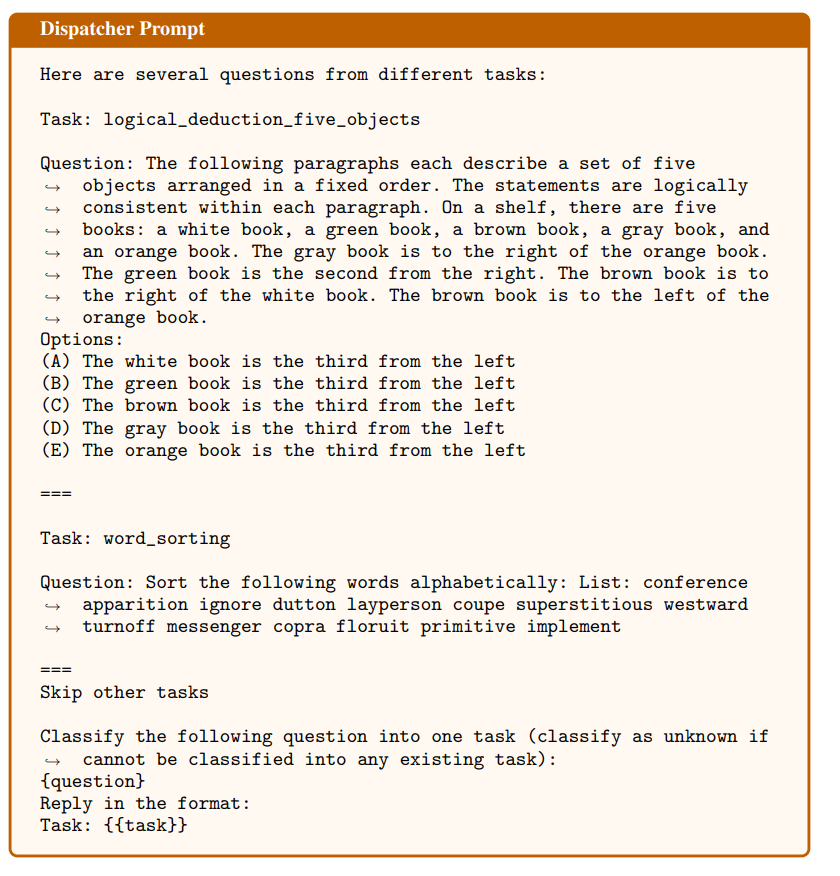 Dispatcher Prompt
Here are several questions from different tasks:
Task: logical_deduction_five_objects
Question: The following paragraphs each describe a set of five
↪ objects arranged in a fixed order. The statements are logically
↪ consistent within each paragraph. On a shelf, there are five
↪ books: a white book, a green book, a brown book, a gray book, and
↪ an orange book. The gray book is to the right of the orange book.
↪ The green book is the second from the right. The brown book is to
↪ the right of the white book. The brown book is to the left of the
↪ orange book.
Options:
(A) The white book is the third from the left
(B) The green book is the third from the left
(C) The brown book is the third from the left
(D) The gray book is the third from the left
(E) The orange book is the third from the left
===
Task: word_sorting
Question: Sort the following words alphabetically: List: conference
↪ apparition ignore dutton layperson coupe superstitious westward
↪ turnoff messenger copra floruit primitive implement
===
Skip other tasks
Classify the following question into one task (classify as unknown if
↪ cannot be classified into any existing task):
{question}
Reply in the format:
Task: {{task}}